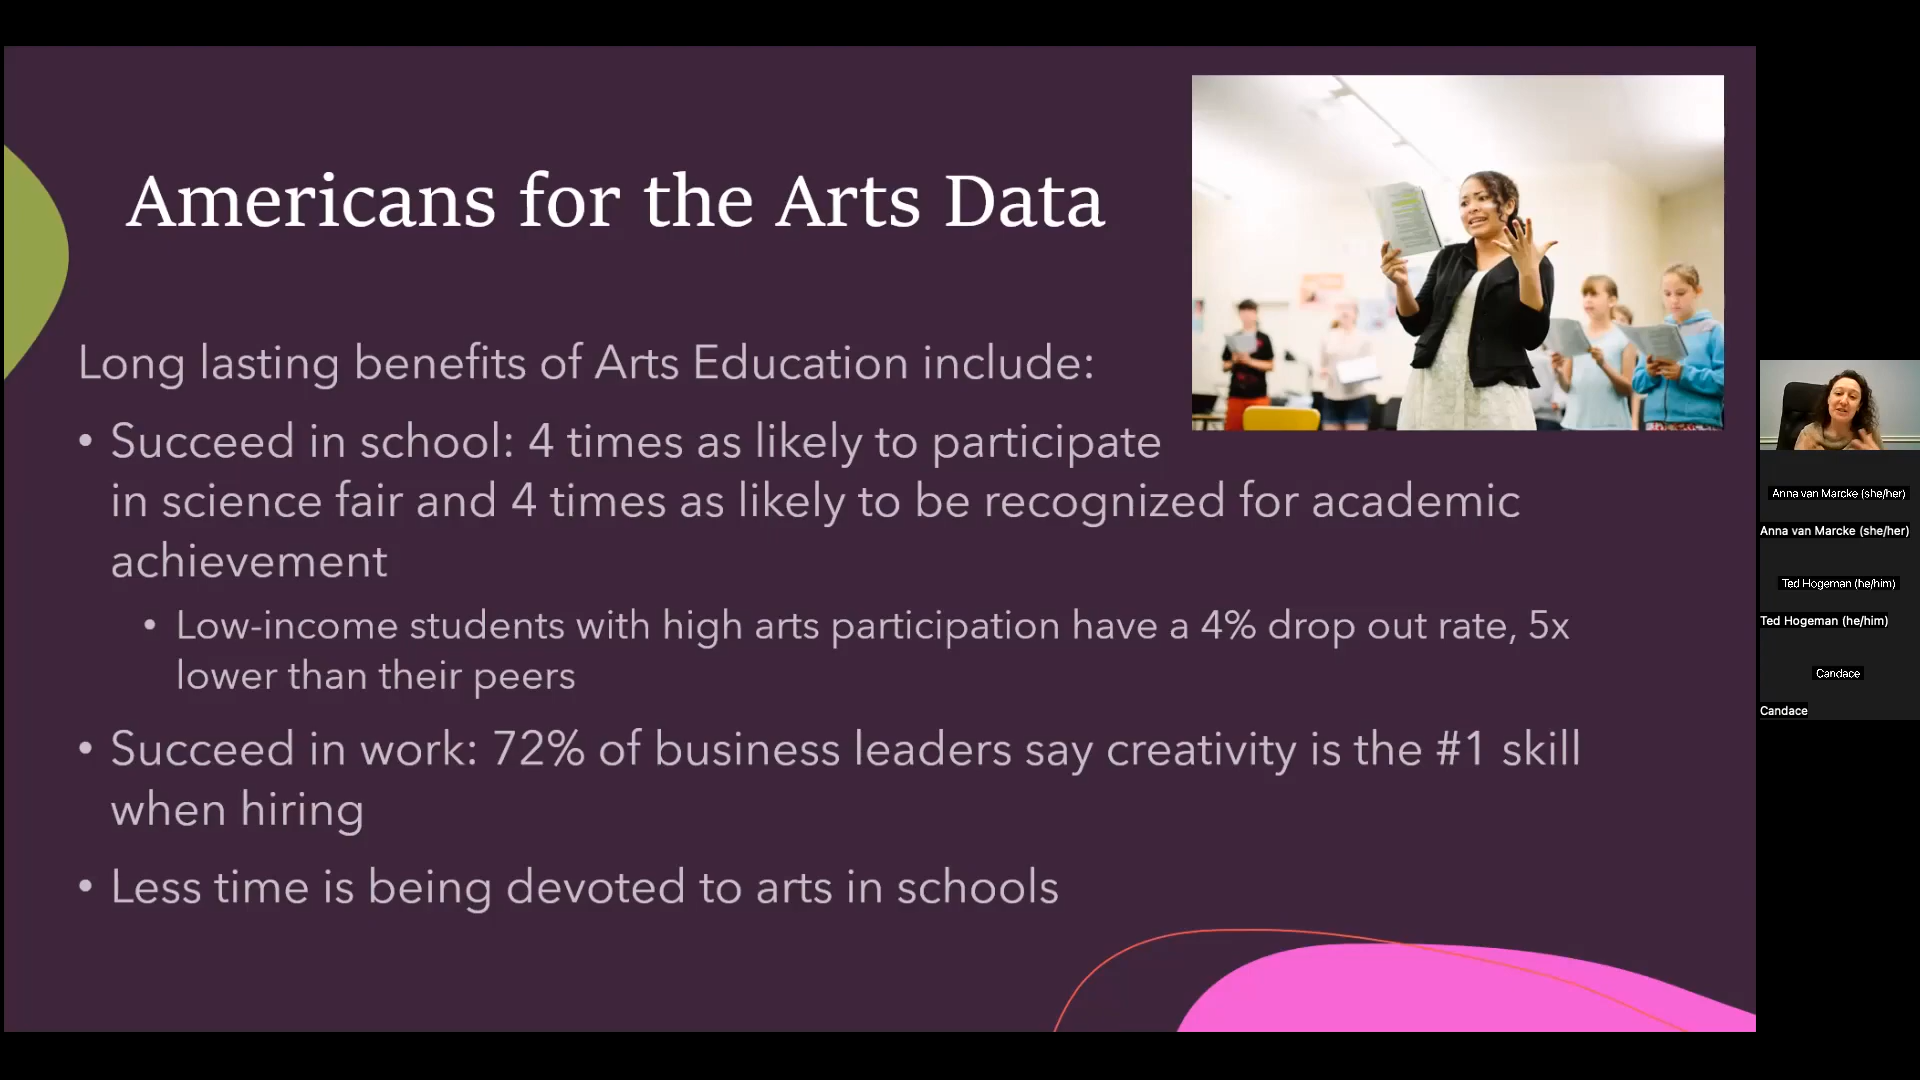 Americans for the Arts Data
Long lasting benefits of Arts Education include:
• Succeed in school: 4 times as likely to participate
in science fair and 4 times as likely to be recognized for academic
achievement
• Low-income students with high arts participation have a 4% drop out rate, 5x
lower than their peers
• Succeed in work: 72% of business leaders say creativity is the #1 skill
when hiring
• Less time is being devoted to arts in schools
Anna van Marcke (she/her)
Anna van Marcke (she/her)
Ted Hogeman (he/him)
Ted Hogeman (he/him)
Candace
Candace